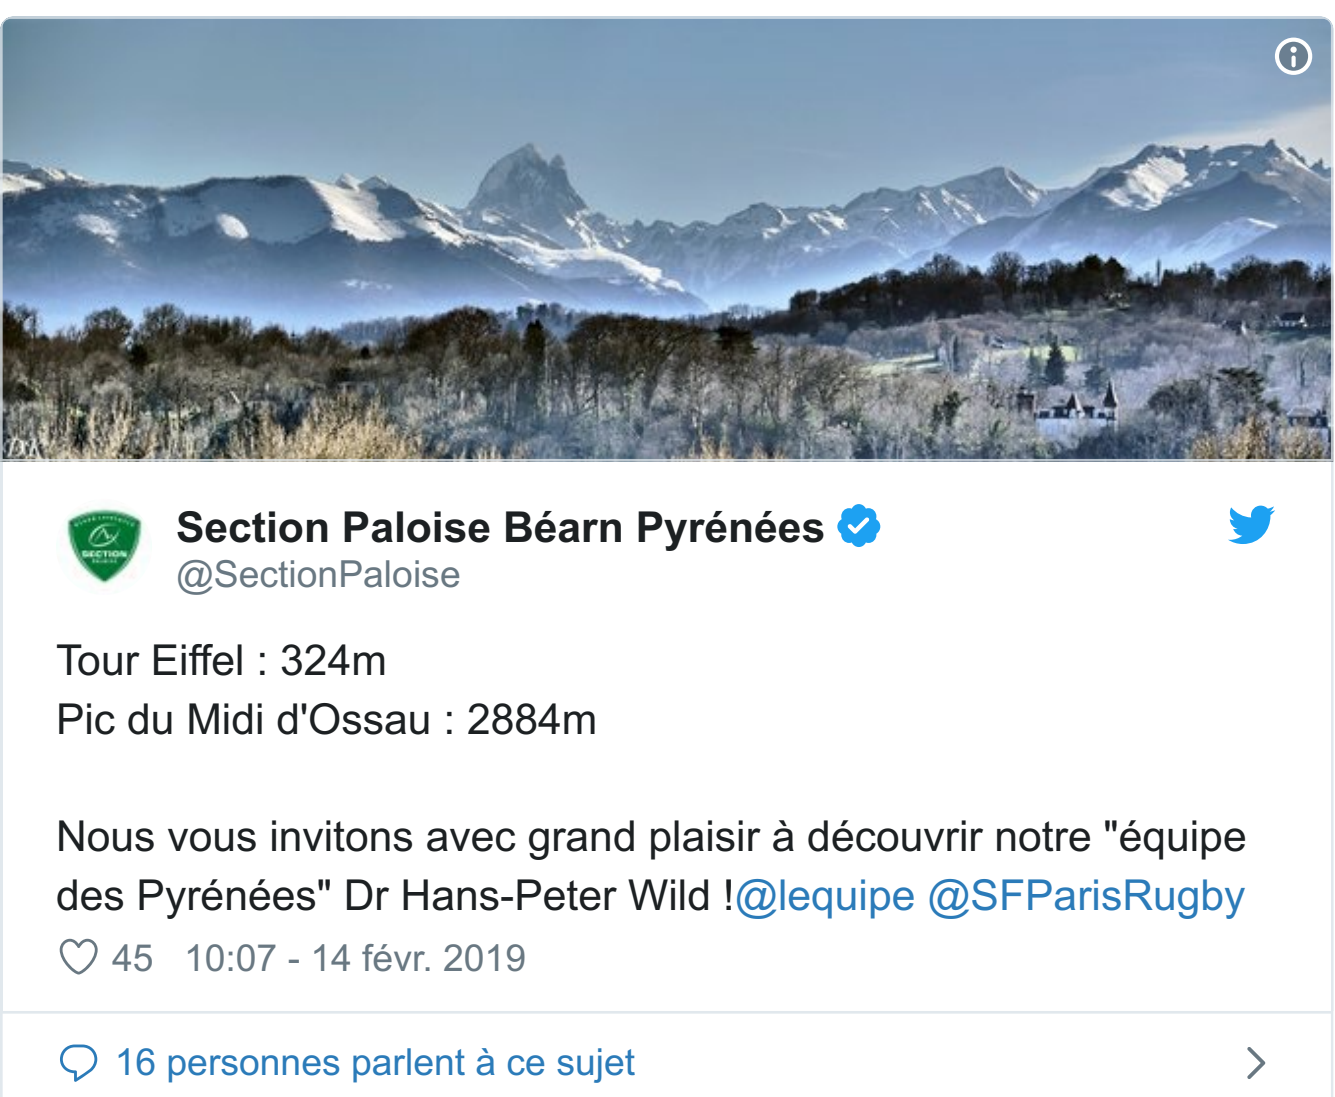 SECTION
Section Paloise Béarn Pyrénées
@SectionPaloise
Tour Eiffel : 324m
Pic du Midi d'Ossau : 2884m
Nous vous invitons avec grand plaisir à découvrir notre "équipe
des Pyrénées" Dr Hans-Peter Wild !@lequipe @SFParisRugby
45 10:07 - 14 févr. 2019
16 personnes parlent à ce sujet